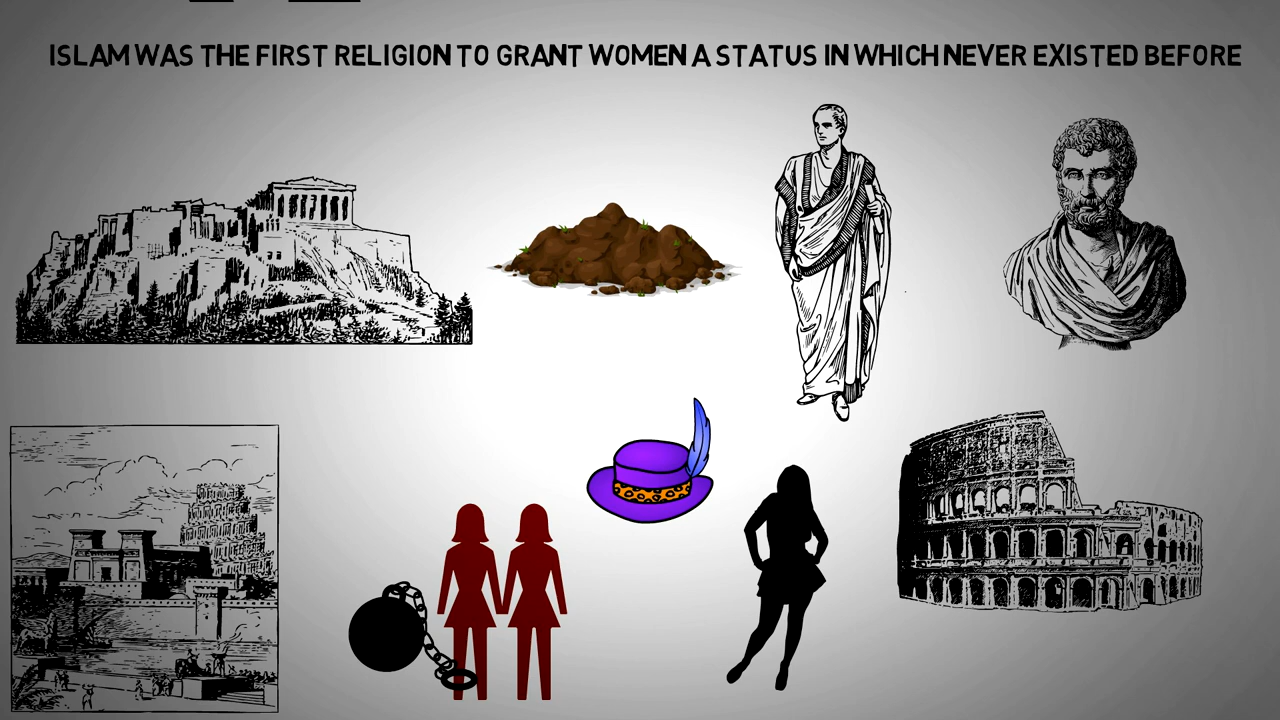 ISLAM WAS THE FIRST RELIGION TO GRANT WOMEN A STATUS IN WHICH NEVER EXISTED BEFORE